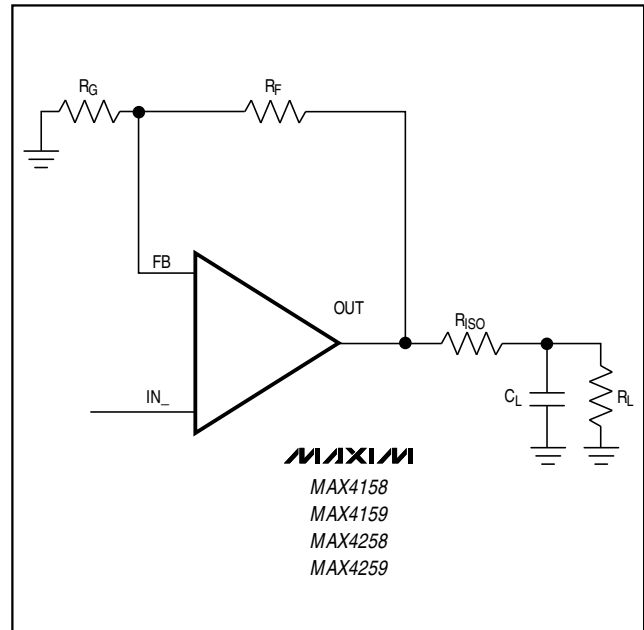 RG
RF
FB
OUT
RISO
IN_
CL
RL
MAXIM
MAX4158
MAX4159
MAX4258
MAX4259